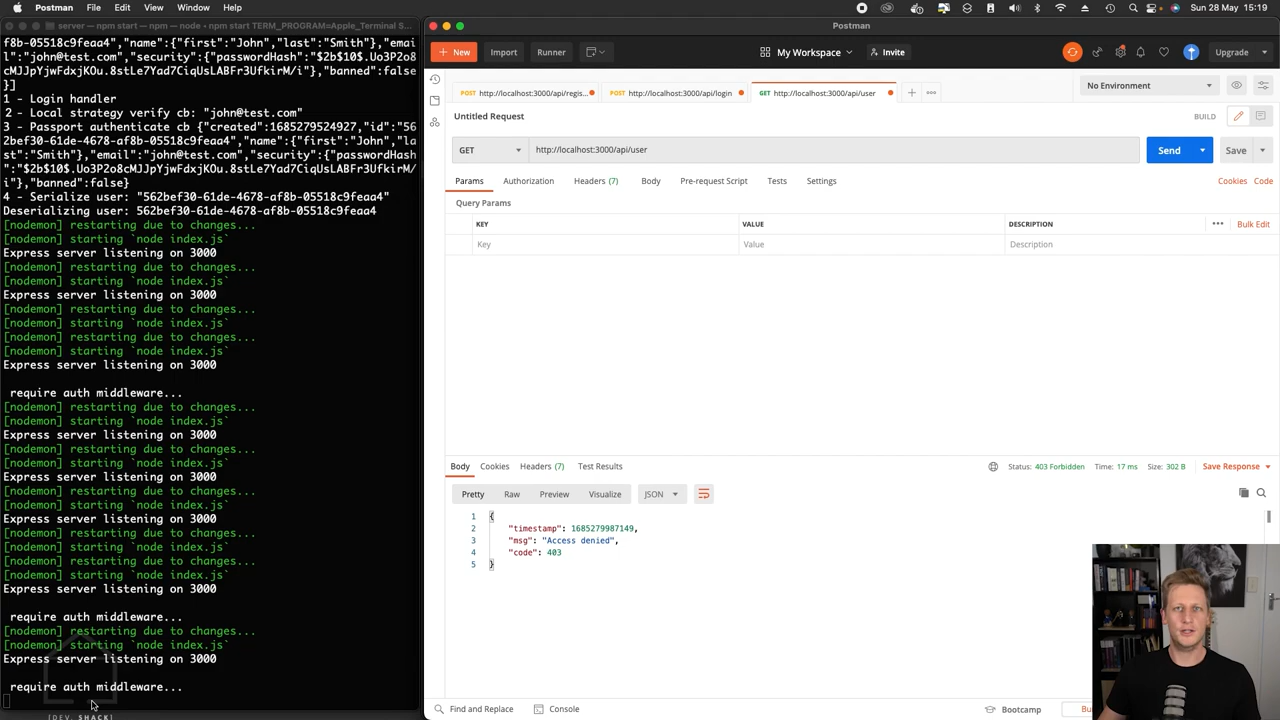 Postman File Edit View Window Help
Sun 28 May 15:19
server — npm start — npm — node ‹ npm start TERM_PROGRAM=Apple_Terminal S...
f8b-05518c9feaa4","name":{"first":"John","last":"Smith"},"emai
l":"john@test.com","security":{"passwordHash":"$2b$10$.Uo3P2o8
cMJJpYjwFdxjKOu.8stLe7Yad7CiqUsLABFr3UfkirM/i"},"banned":false
}]
1 - Login handler
2 - Local strategy verify cb: "john@test.com"
3 - Passport authenticate cb {"created":1685279524927,"id":"56
2bef30-61de-4678-af8b-05518c9feaa4","name":{"first":"John","la
st":"Smith"},"email":"john@test.com","security":{"passwordHash
":"$2b$10$.Uo3P2o8cMJJpYjwFdxjKOu.8stLe7Yad7CiqUsLABFr3UfkirM/
i"},"banned":false}
4 - Serialize user: "562bef30-61de-4678-af8b-05518c9feaa4"
Deserializing user: 562bef30-61de-4678-af8b-05518c9feaa4
[nodemon] restarting due to changes...
[nodemon] starting `node index.js`
Express server listening on 3000
[nodemon] restarting due to changes...
[nodemon] starting `node index.js`
Express server listening on 3000
[nodemon] restarting due to changes...
[nodemon] starting `node index.js`
[nodemon] restarting due to changes...
[nodemon] starting `node index.js`
Express server listening on 3000
require auth middleware...
[nodemon] restarting due to changes...
[nodemon] starting `node index.js`
Express server listening on 3000
[nodemon] restarting due to changes...
[nodemon] starting `node index.js`
Express server listening on 3000
[nodemon] restarting due to changes...
[nodemon] starting `node index.js`
Express server listening on 3000
[nodemon] restarting due to changes...
[nodemon] starting `node index.js`
[nodemon] restarting due to changes...
[nodemon] starting `node index.js`
Express server listening on 3000
require auth middleware...
[nodemon] restarting due to changes...
[nodemon] starting `node index.js`
Express server listening on 3000
require auth middleware...
[DEV. SHACK]
Postman
New Import Runner My Workspace Invite Upgrade
POST http://localhost:3000/api/regis... POST http://localhost:3000/api/login GET http://localhost:3000/api/user No Environment
Untitled Request BUILD
GET http://localhost:3000/api/user Send Save
Params Authorization Headers (7) Body Pre-request Script Tests Settings Cookies Code
Query Params
KEY VALUE DESCRIPTION Bulk Edit
Key Value Description
Body Cookies Headers (7) Test Results Status: 403 Forbidden Time: 17 ms Size: 302 B Save Response
Pretty Raw Preview Visualize JSON
1 {
2 "timestamp": 1685279987149,
3 "msg": "Access denied",
4 "code": 403
5 }
Find and Replace Console Bootcamp